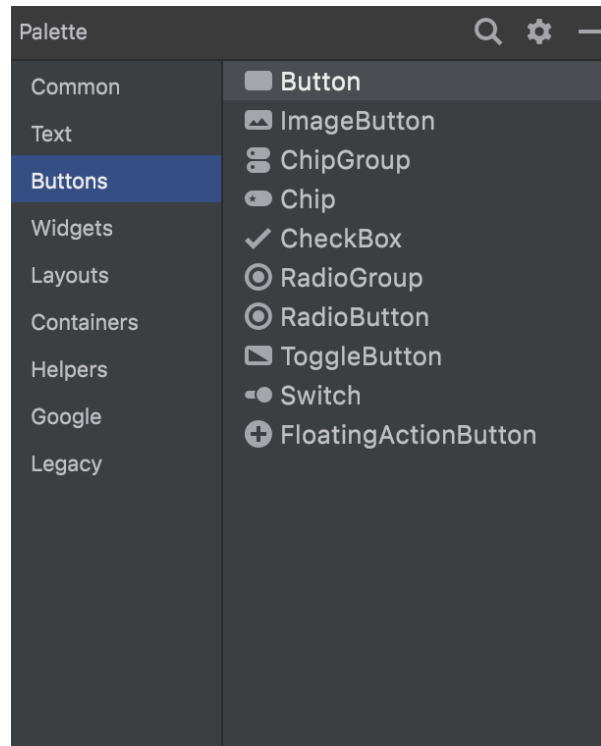 Palette
Common
Text
Buttons
Widgets
Layouts
Containers
Helpers
Google
Legacy
Button
ImageButton
ChipGroup
Chip
CheckBox
RadioGroup
RadioButton
ToggleButton
Switch
FloatingActionButton